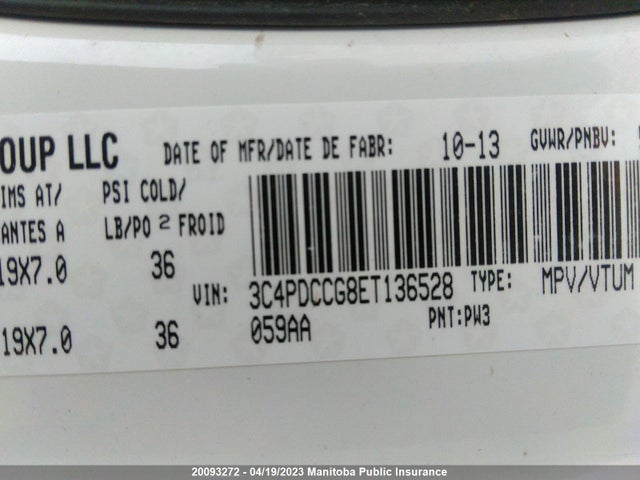 OUP LLC DATE OF MFR/DATE DE FABR: 10-13 GVWR/PNBV:
IMS AT/ PSI COLD/
ANTES A LB/PO 2 FROID
19X7.0 36
VIN: 3C4PDCCG8ET136528 TYPE: MPV/VTUM
19X7.0 36 059AA PNT:PW3
20093272 - 04/19/2023 Manitoba Public Insurance